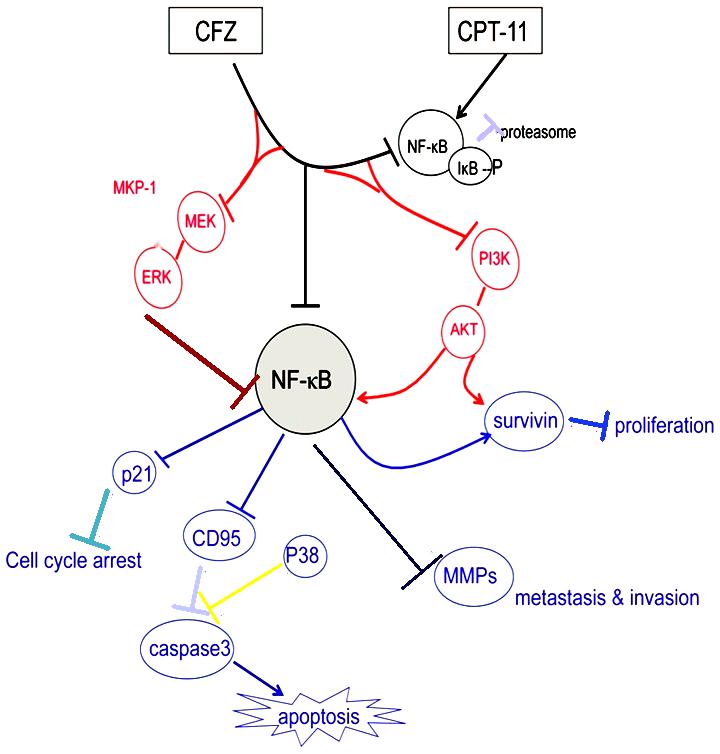 CFZ
CPT-11
NF-κB
proteasome
IκB--P
MKP-1
MEK
PI3K
ERK
AKT
NF-κB
survivin
proliferation
p21
CD95
P38
Cell cycle arrest
MMPs
metastasis & invasion
caspase3
apoptosis